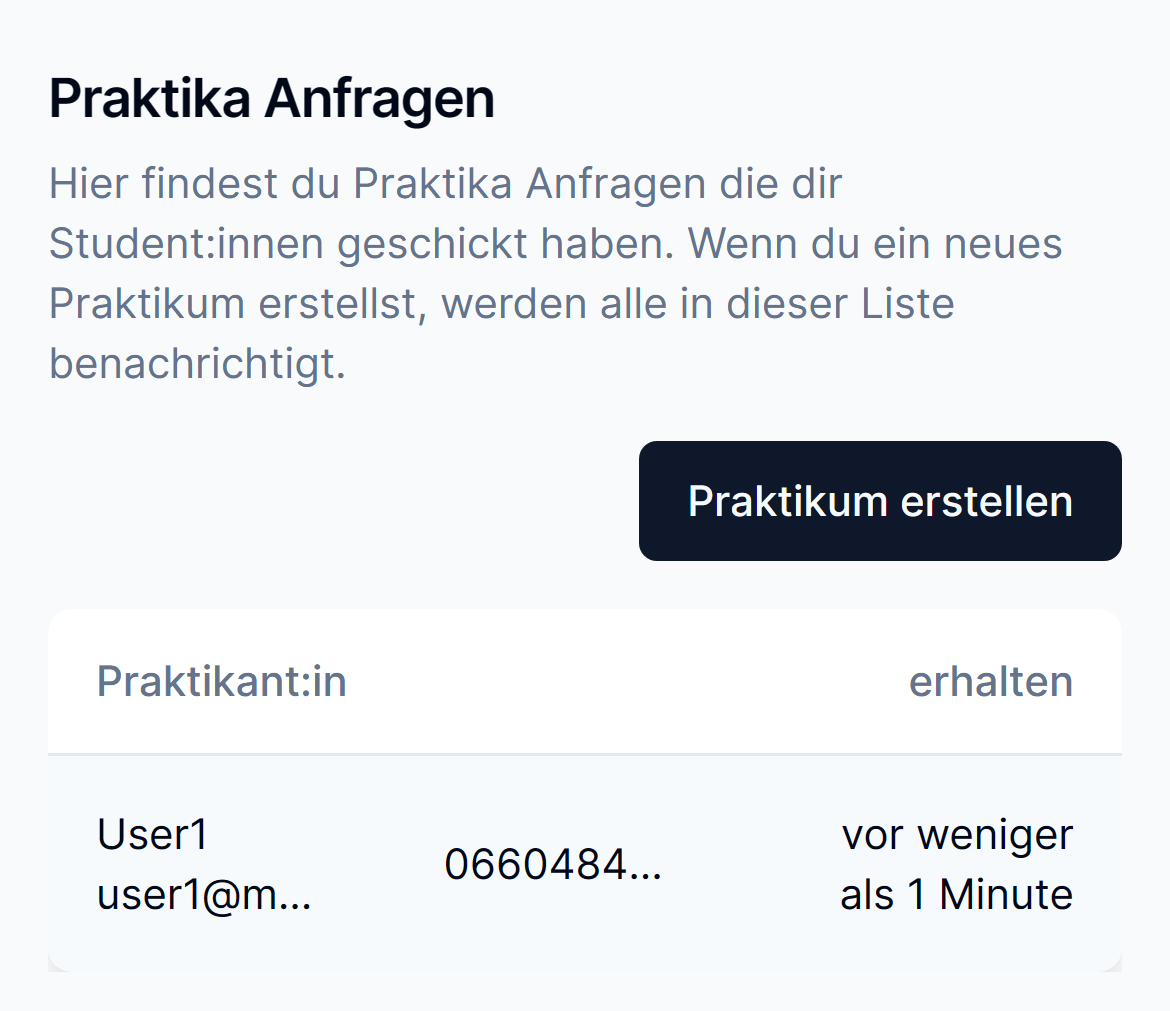 Praktika Anfragen
Hier findest du Praktika Anfragen die dir
Student:innen geschickt haben. Wenn du ein neues
Praktikum erstellst, werden alle in dieser Liste
benachrichtigt.
Praktikum erstellen
Praktikant:in erhalten
User1
user1@m...
0660484...
vor weniger
als 1 Minute